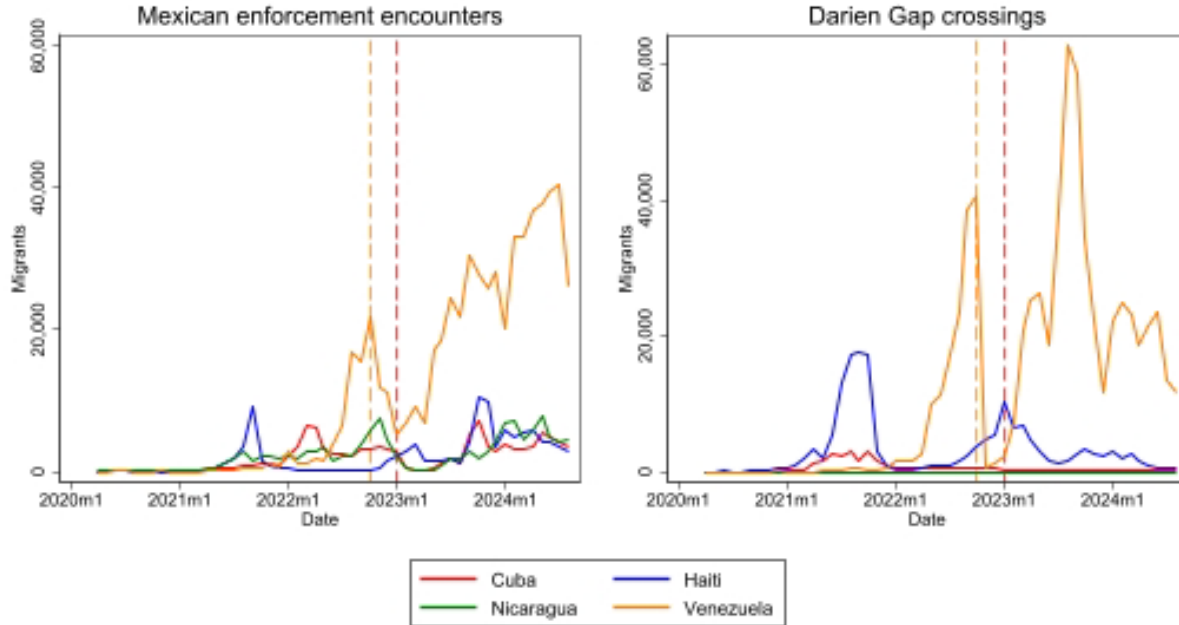 Mexican enforcement encounters
Darien Gap crossings
60,000
40,000
20,000
0
Migrants
2020m1 2021m1 2022m1 2023m1 2024m1
Date
60,000
40,000
20,000
0
Migrants
2020m1 2021m1 2022m1 2023m1 2024m1
Date
Cuba Haiti
Nicaragua Venezuela